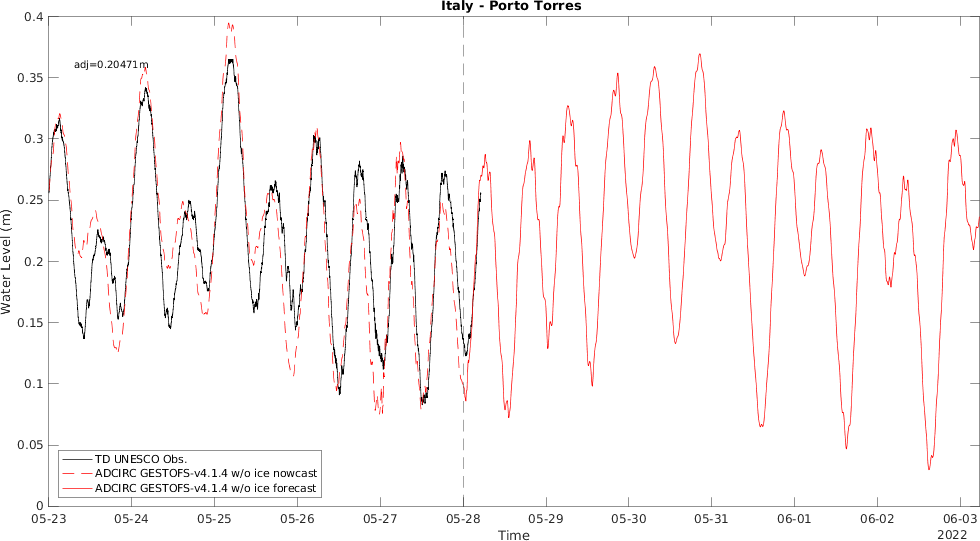 Italy - Porto Torres
adj=0.20471m
Water Level (m)
0.4
0.35
0.3
0.25
0.2
0.15
0.1
0.05
0
TD UNESCO Obs.
ADCIRC GESTOFS-v4.1.4 w/o ice nowcast
ADCIRC GESTOFS-v4.1.4 w/o ice forecast
05-23 05-24 05-25 05-26 05-27 05-28 05-29 05-30 05-31 06-01 06-02 06-03
Time
2022